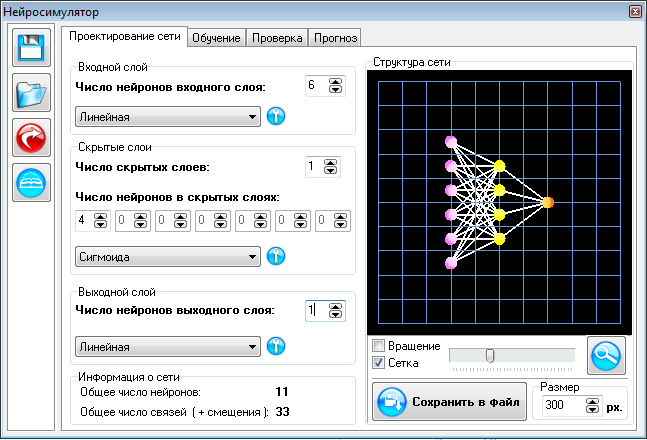 Нейросимулятор
Проектирование сети
Обучение
Проверка
Прогноз
Входной слой
Число нейронов входного слоя: 6
Линейная
Скрытые слои
Число скрытых слоев: 1
Число нейронов в скрытых слоях:
4 0 0 0 0 0 0
Сигмоида
Выходной слой
Число нейронов выходного слоя: 1
Линейная
Информация о сети
Общее число нейронов: 11
Общее число связей ( + смещения ): 33
Структура сети
Вращение
Сетка
Сохранить в файл
Размер
300 px.